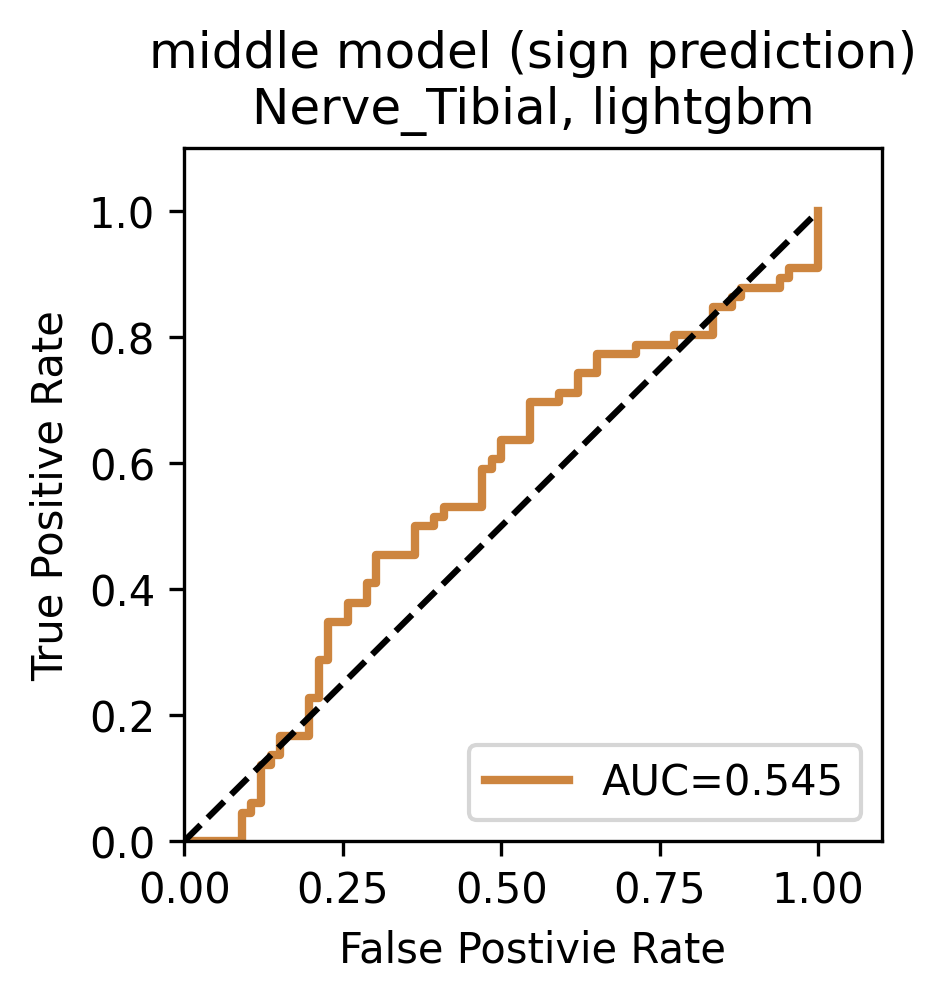 middle model (sign prediction)
Nerve_Tibial, lightgbm
True Positive Rate
1.0
0.8
0.6
0.4
0.2
0.0
AUC=0.545
0.00 0.25 0.50 0.75 1.00
False Postivie Rate